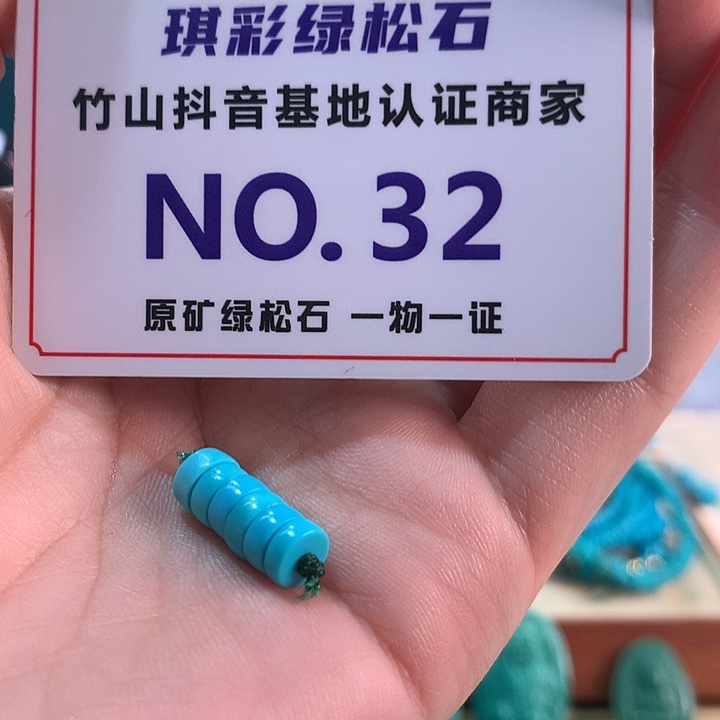 琪彩绿松石
竹山抖音基地认证商家
NO.32
原矿绿松石 一物一证